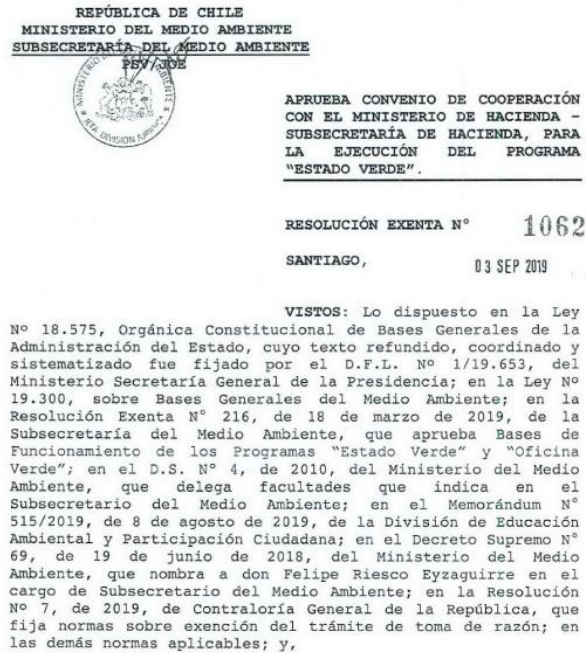 REPÚBLICA DE CHILE
MINISTERIO DEL MEDIO AMBIENTE
SUBSECRETARÍA DEL MEDIO AMBIENTE
PSV/JOE
APRUEBA CONVENIO DE COOPERACIÓN
CON EL MINISTERIO DE HACIENDA –
SUBSECRETARÍA DE HACIENDA, PARA
LA EJECUCIÓN DEL PROGRAMA
"ESTADO VERDE".
RESOLUCIÓN EXENTA N° 1062
SANTIAGO, 03 SEP 2019
VISTOS: Lo dispuesto en la Ley
Nº 18.575, Orgánica Constitucional de Bases Generales de la
Administración del Estado, cuyo texto refundido, coordinado y
sistematizado fue fijado por el D.F.L. Nº 1/19.653, del
Ministerio Secretaría General de la Presidencia; en la Ley Nº
19.300, sobre Bases Generales del Medio Ambiente; en la
Resolución Exenta N° 216, de 18 de marzo de 2019, de la
Subsecretaría del Medio Ambiente, que aprueba Bases de
Funcionamiento de los Programas "Estado Verde" y "Oficina
Verde"; en el D.S. N° 4, de 2010, del Ministerio del Medio
Ambiente, que delega facultades que indica en el
Subsecretario del Medio Ambiente; en el Memorándum N°
515/2019, de 8 de agosto de 2019, de la División de Educación
Ambiental y Participación Ciudadana; en el Decreto Supremo N°
69, de 19 de junio de 2018, del Ministerio del Medio
Ambiente, que nombra a don Felipe Riesco Eyzaguirre en el
cargo de Subsecretario del Medio Ambiente; en la Resolución
Nº 7, de 2019, de Contraloría General de la República, que
fija normas sobre exención del trámite de toma de razón; en
las demás normas aplicables; y,